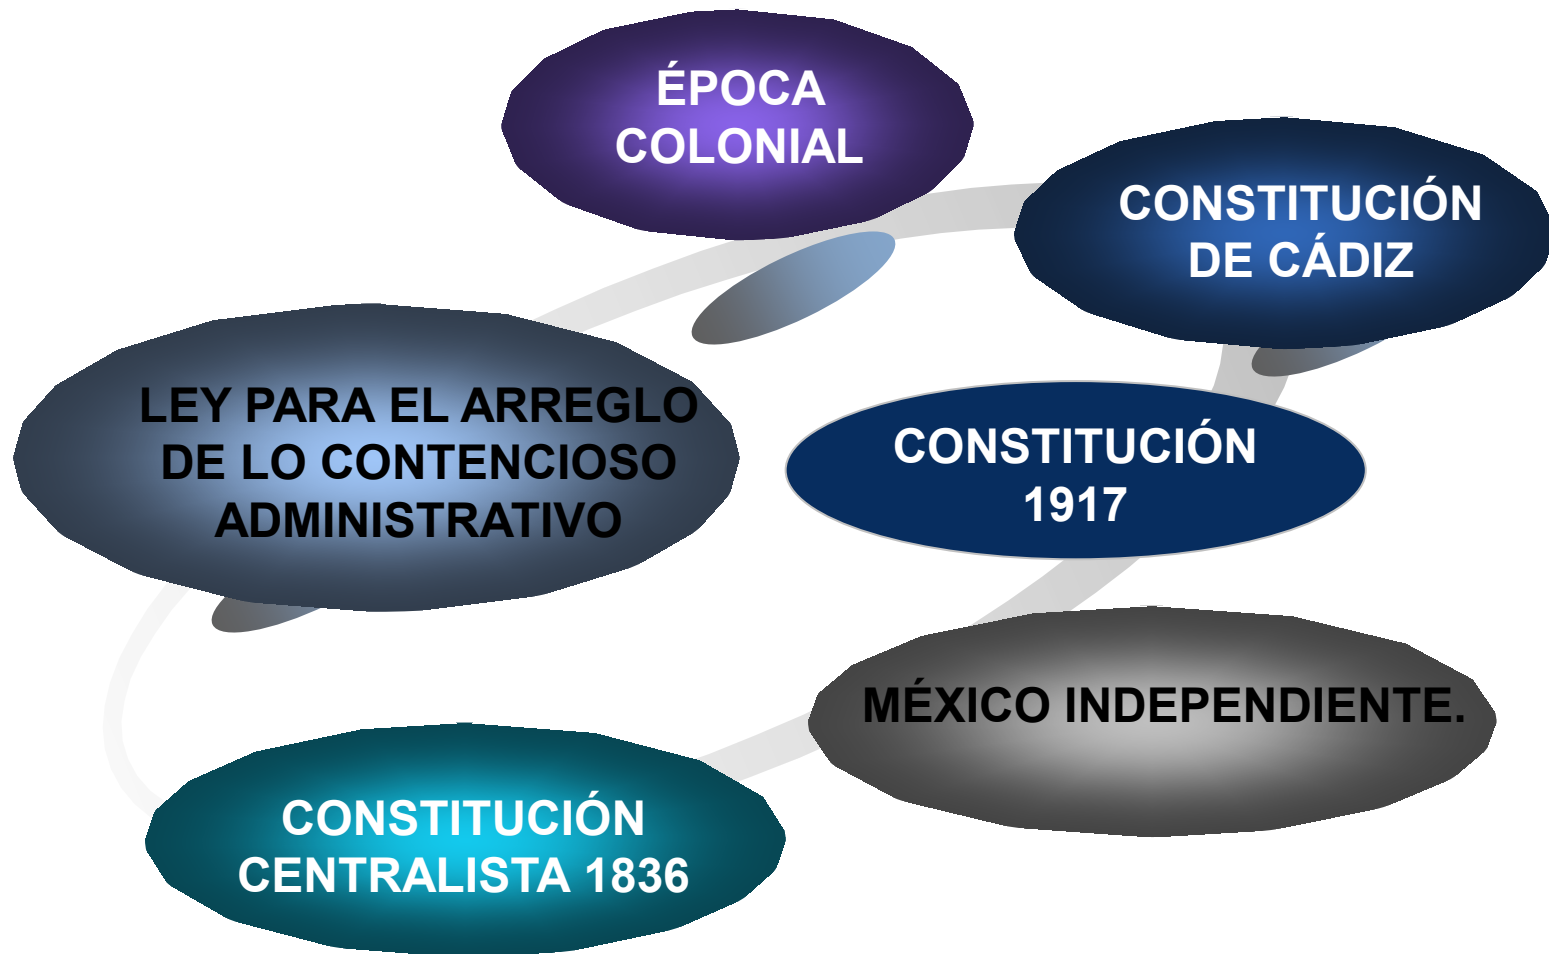 ÉPOCA
COLONIAL
CONSTITUCIÓN
DE CÁDIZ
LEY PARA EL ARREGLO
DE LO CONTENCIOSO
ADMINISTRATIVO
CONSTITUCIÓN
1917
MÉXICO INDEPENDIENTE.
CONSTITUCIÓN
CENTRALISTA 1836